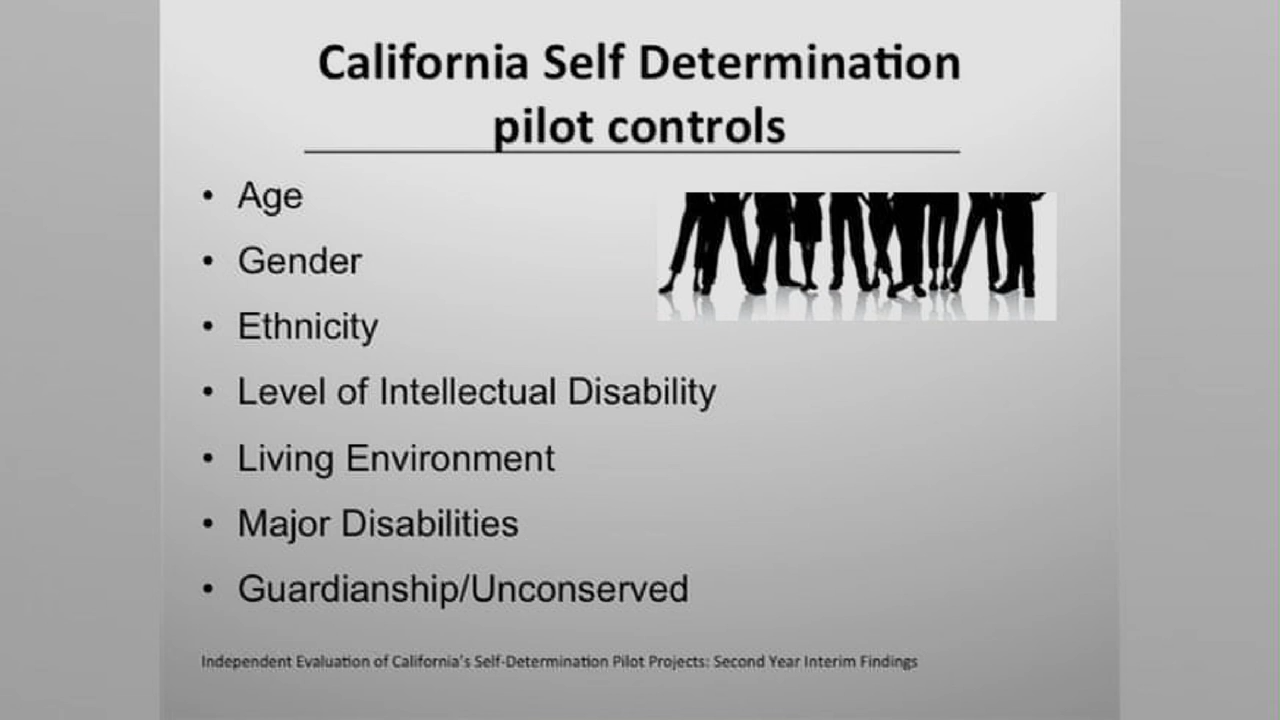 California Self Determination
pilot controls
• Age
• Gender
• Ethnicity
• Level of Intellectual Disability
• Living Environment
• Major Disabilities
• Guardianship/Unconserved
Independent Evaluation of California's Self-Determination Pilot Projects: Second Year Interim Findings